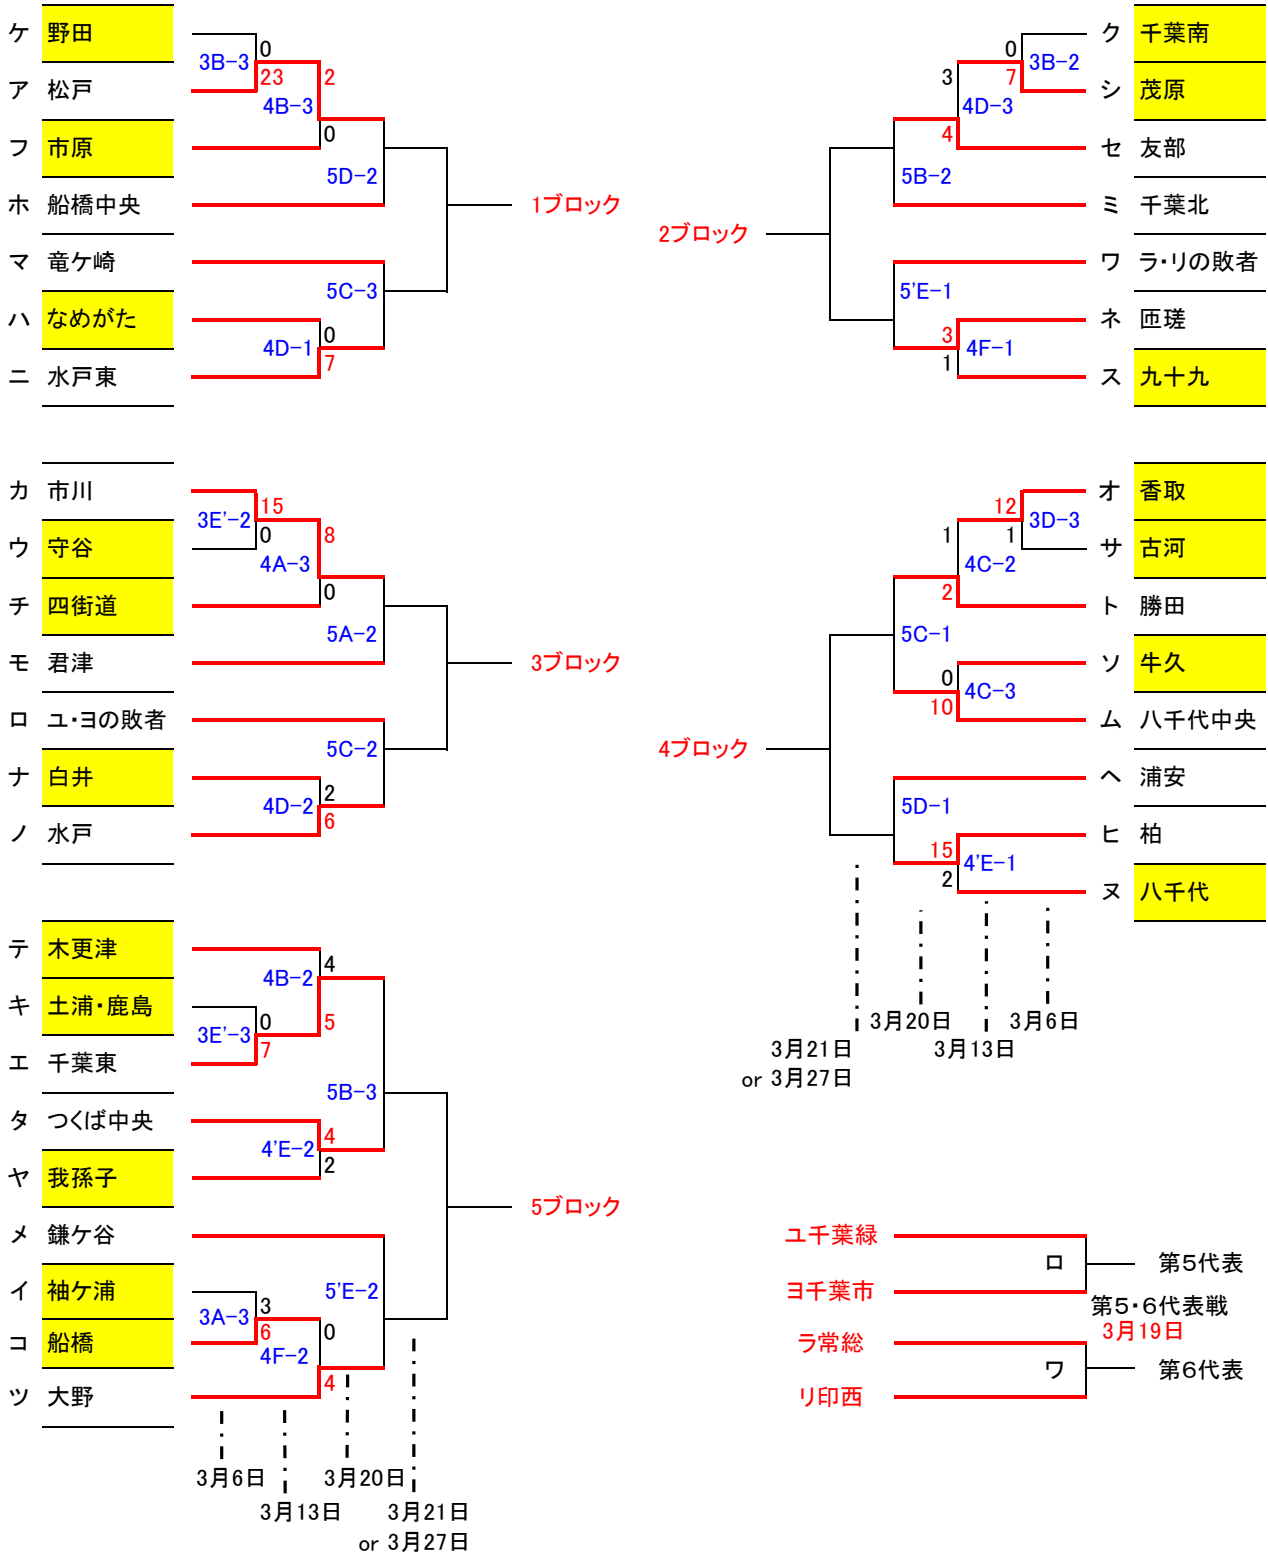 ケ 野田
0
3B-3
23
2
ア 松戸
4B-3
フ 市原
0
5D-2
ホ 船橋中央
1ブロック
マ 竜ケ崎
5C-3
ハ なめがた
0
4D-1
7
ニ 水戸東
ク 千葉南
0
3B-2
3
7
シ 茂原
4D-3
4
セ 友部
5B-2
ミ 千葉北
2ブロック
ワ ラ・リの敗者
5'E-1
ネ 匝瑳
3
4F-1
1
ス 九十九
カ 市川
15
3E'-2
0
8
ウ 守谷
4A-3
0
チ 四街道
5A-2
モ 君津
3ブロック
ロ ユ・ヨの敗者
5C-2
ナ 白井
2
4D-2
6
ノ 水戸
オ 香取
12
3D-3
1
1
サ 古河
4C-2
2
ト 勝田
5C-1
ソ 牛久
0
4C-3
10
ム 八千代中央
4ブロック
ヘ 浦安
5D-1
ヒ 柏
15
4'E-1
2
ヌ 八千代
3月20日
3月6日
3月21日
3月13日
or 3月27日
テ 木更津
4
4B-2
キ 土浦・鹿島
0
5
3E'-3
7
エ 千葉東
5B-3
タ つくば中央
4
4'E-2
2
ヤ 我孫子
5ブロック
メ 鎌ケ谷
イ 袖ケ浦
5'E-2
3
3A-3
6
0
コ 船橋
4F-2
4
ツ 大野
3月6日
3月20日
3月13日
3月21日
or 3月27日
ユ千葉緑
ロ
第5代表
ヨ千葉市
第5・6代表戦
3月19日
ラ常総
ワ
第6代表
リ印西